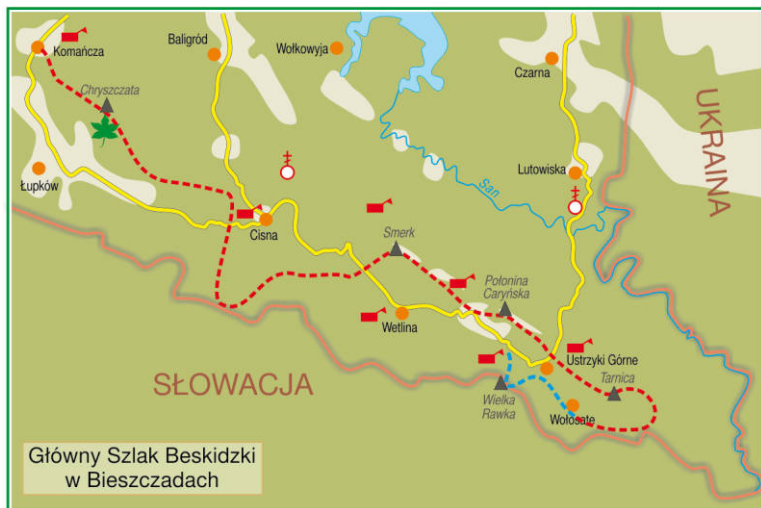 Komańcza
Baligród
Wołkowyja
Czarna
UKRAINA
Chryszczata
Łupków
Lutowiska
San
Cisna
Smerk
Połonina
Caryńska
Wetlina
Ustrzyki Górne
Tarnica
SŁOWACJA
Wielka
Rawka
Wołosate
Główny Szlak Beskidzki
w Bieszczadach